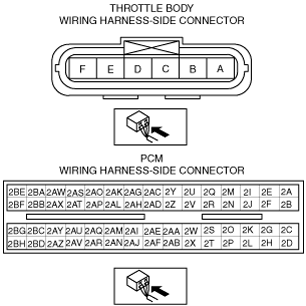 THROTTLE BODY
WIRING HARNESS-SIDE CONNECTOR
F E D C B A
PCM
WIRING HARNESS-SIDE CONNECTOR
2BE 2BA 2AW 2AS 2AO 2AK 2AG 2AC 2Y 2U 2Q 2M 2I 2E 2A
2BF 2BB 2AX 2AT 2AP 2AL 2AH 2AD 2Z 2V 2R 2N 2J 2F 2B
2BG 2BC 2AY 2AU 2AQ 2AM 2AI 2AE 2AA 2W 2S 2O 2K 2G 2C
2BH 2BD 2AZ 2AV 2AR 2AN 2AJ 2AF 2AB 2X 2T 2P 2L 2H 2D